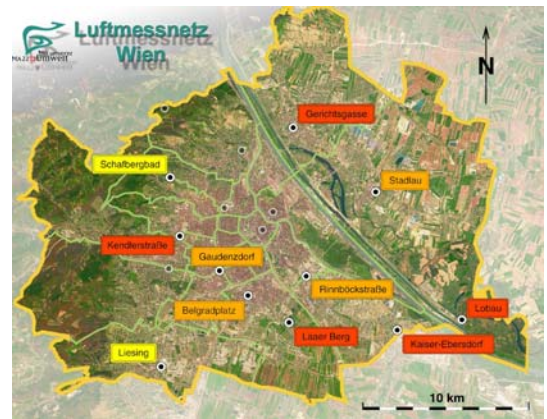 Luftmessnetz
Wien
N
Gerichtsgasse
Schafbergbad
Stadlau
Kendlerstraße
Gaudenzdorf
Rinnböckstraße
Belgradplatz
Lobau
Laaer Berg
Kaiser-Ebersdorf
Liesing
10 km